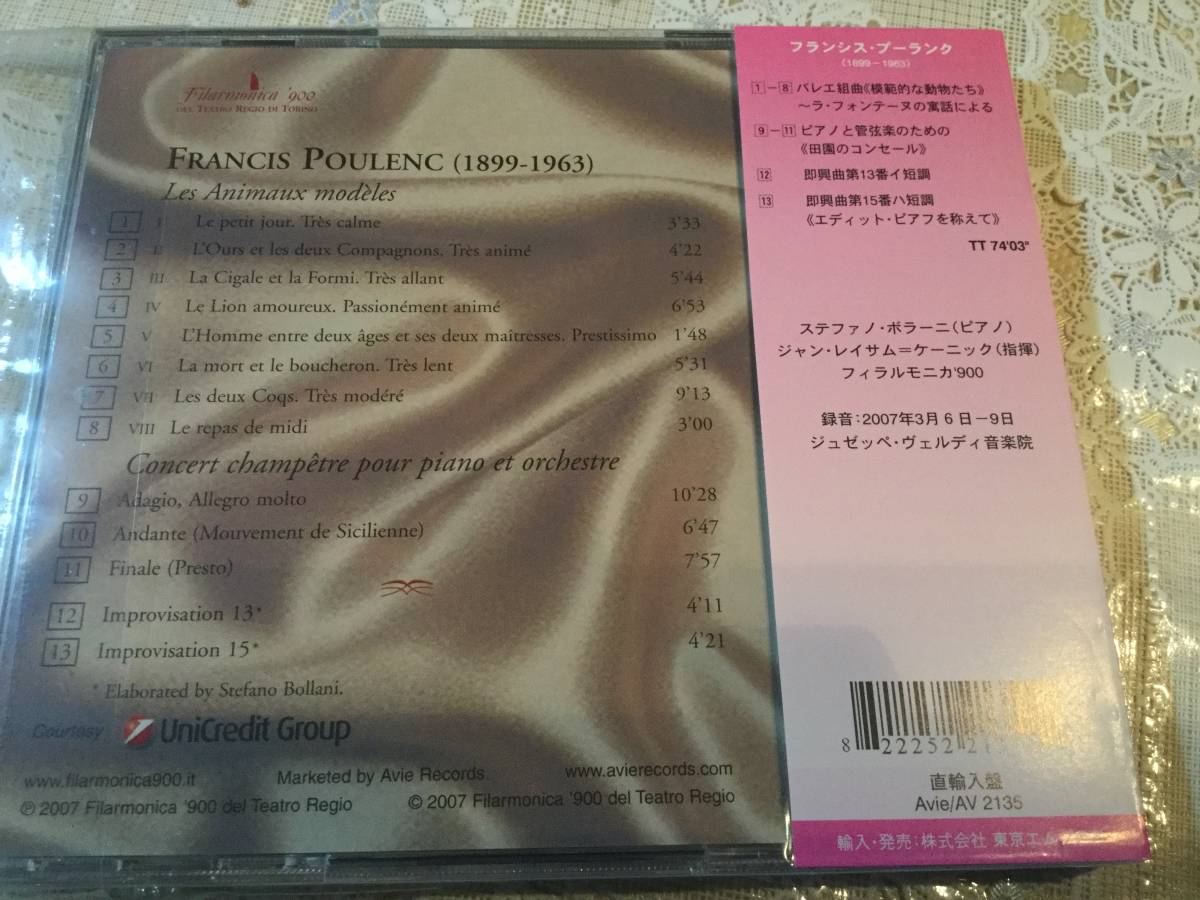 Filarmonica '900
DEL TEATRO REGIO DI TORINO
FRANCIS POULENC (1899-1963)
Les Animaux modèles
1 I Le petit jour. Très calme 3'33
2 II L'Ours et les deux Compagnons. Très animé 4'22
3 III La Cigale et la Formi. Très allant 5'44
4 IV Le Lion amoureux. Passionément animé 6'53
5 V L'Homme entre deux âges et ses deux maîtresses. Prestissimo 1'48
6 VI La mort et le boucheron. Très lent 5'31
7 VII Les deux Coqs. Très modéré 9'13
8 VIII Le repas de midi 3'00
Concert champêtre pour piano et orchestre
9 Adagio, Allegro molto 10'28
10 Andante (Mouvement de Sicilienne) 6'47
11 Finale (Presto) 7'57
12 Improvisation 13* 4'11
13 Improvisation 15* 4'21
* Elaborated by Stefano Bollani.
Courtesy UniCredit Group
www.filarmonica900.it Marketed by Avie Records www.avierecords.com
℗ 2007 Filarmonica '900 del Teatro Regio © 2007 Filarmonica '900 del Teatro Regio
フランシス・プーランク
(1899-1963)
1-8 バレエ組曲《模範的な動物たち》
～ラ・フォンテーヌの寓話による
9-11 ピアノと管弦楽のための
《田園のコンセール》
12 即興曲第13番イ短調
13 即興曲第15番ハ短調
《エディット・ピアフを称えて》
TT 74'03"
ステファノ・ボラーニ(ピアノ)
ジャン・レイサム=ケーニック(指揮)
フィラルモニカ'900
録音:2007年3月6日-9日
ジュゼッペ・ヴェルディ音楽院
8 22252
直輸入盤
Avie/AV 2135
輸入・発売:株式会社 東京エム